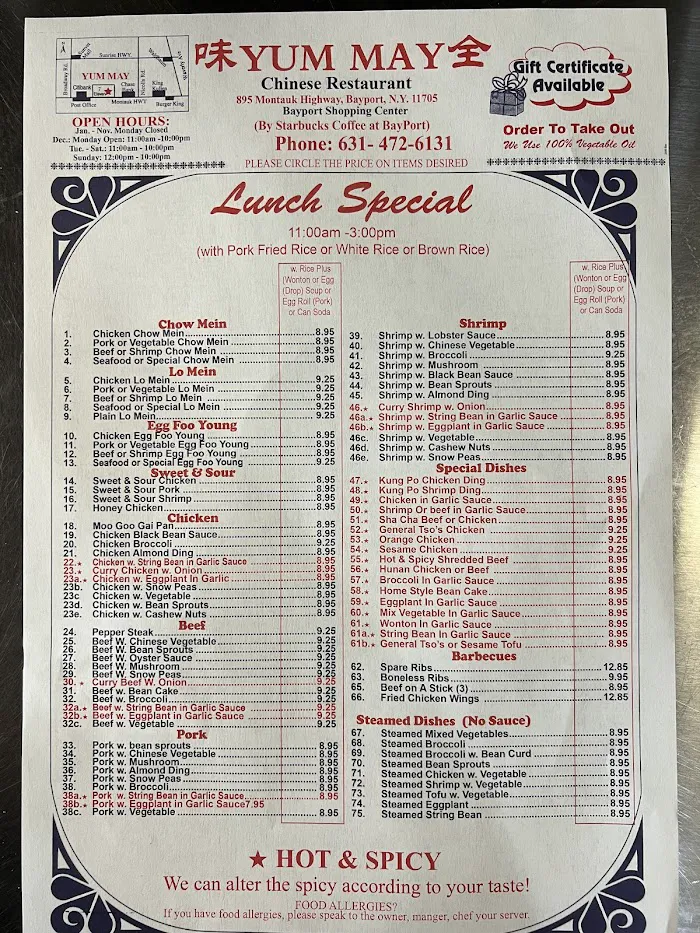 味YUM MAY全
Chinese Restaurant
895 Montauk Highway, Bayport, N.Y. 11705
Bayport Shopping Center
(By Starbucks Coffee at BayPort)
Phone: 631- 472-6131
PLEASE CIRCLE THE PRICE ON ITEMS DESIRED
N
Sunrise HWY.
Broadway Rd.
YUM MAY
Citibank
Chase
Nicolls Rd.
King Kullen
Post Office
Montauk HWY
Burger King
OPEN HOURS:
Jan. - Nov. Monday Closed
Dec.: Monday Open: 11:00am -10:00pm
Tue. - Sat.: 11:00am - 10:00pm
Sunday: 12:00pm - 10:00pm
Gift Certificate
Available
Order To Take Out
We Use 100% Vegetable Oil
Lunch Special
11:00am -3:00pm
(with Pork Fried Rice or White Rice or Brown Rice)
w. Rice Plus
(Wonton or Egg
(Drop) Soup or
Egg Roll (Pork)
or Can Soda
Chow Mein
1. Chicken Chow Mein 8.95
2. Pork or Vegetable Chow Mein 8.95
3. Beef or Shrimp Chow Mein 8.95
4. Seafood or Special Chow Mein 8.95
Lo Mein
5. Chicken Lo Mein 9.25
6. Pork or Vegetable Lo Mein 9.25
7. Beef or Shrimp Lo Mein 9.25
8. Seafood or Special Lo Mein 9.25
9. Plain Lo Mein 9.25
Egg Foo Young
10. Chicken Egg Foo Young 8.95
11. Pork or Vegetable Egg Foo Young 8.95
12. Beef or Shrimp Egg Foo Young 8.95
13. Seafood or Special Egg Foo Young 9.25
Sweet & Sour
14. Sweet & Sour Chicken 8.95
15. Sweet & Sour Pork 8.95
16. Sweet & Sour Shrimp 8.95
17. Honey Chicken 8.95
Chicken
18. Moo Goo Gai Pan 8.95
19. Chicken Black Bean Sauce 8.95
20. Chicken Broccoli 9.25
21. Chicken Almond Ding 8.95
22.★ Chicken w. String Bean in Garlic Sauce 8.95
23.★ Curry Chicken w. Onion 8.95
23a.★ Chicken w. Eggplant In Garlic 8.95
23b. Chicken w. Snow Peas 8.95
23c Chicken w. Vegetable 8.95
23d. Chicken w. Bean Sprouts 8.95
23e. Chicken w. Cashew Nuts 8.95
Beef
24. Pepper Steak 9.25
25. Beef W. Chinese Vegetable 9.25
26. Beef W. Bean Sprouts 9.25
27. Beef W. Oyster Sauce 9.25
28. Beef W. Mushroom 9.25
29. Beef W. Snow Peas 9.25
30. ★ Curry Beef W. Onion 9.25
31. Beef w. Bean Cake 9.25
32. Beef w. Broccoli 9.25
32a.★ Beef w. String Bean in Garlic Sauce 9.25
32b.★ Beef w. Eggplant in Garlic Sauce 9.25
32c. Beef w. Vegetable 9.25
Pork
33. Pork w. bean sprouts 8.95
34. Pork w. Chinese Vegetable 8.95
35. Pork w. Mushroom 8.95
36. Pork w. Almond Ding 8.95
37. Pork w. Snow Peas 8.95
38. Pork w. Broccoli 8.95
38a.★ Pork w. String Bean in Garlic Sauce 8.95
38b.★ Pork w. Eggplant in Garlic Sauce7.95
38c. Pork w. Vegetable 8.95
w. Rice Plus
(Wonton or Egg
(Drop) Soup or
Egg Roll (Pork)
or Can Soda
Shrimp
39. Shrimp w. Lobster Sauce 8.95
40. Shrimp w. Chinese Vegetable 8.95
41. Shrimp w. Broccoli 9.25
42. Shrimp w. Mushroom 8.95
43. Shrimp w. Black Bean Sauce 8.95
44. Shrimp w. Bean Sprouts 8.95
45. Shrimp w. Almond Ding 8.95
46.★ Curry Shrimp w. Onion 8.95
46a.★ Shrimp w. String Bean in Garlic Sauce 8.95
46b.★ Shrimp w. Eggplant in Garlic Sauce 8.95
46c. Shrimp w. Vegetable 8.95
46d. Shrimp w. Cashew Nuts 8.95
46e. Shrimp w. Snow Peas 8.95
Special Dishes
47.★ Kung Po Chicken Ding 8.95
48.★ Kung Po Shrimp Ding 8.95
49.★ Chicken in Garlic Sauce 8.95
50.★ Shrimp Or beef in Garlic Sauce 8.95
51.★ Sha Cha Beef or Chicken 8.95
52.★ General Tso's Chicken 9.25
53.★ Orange Chicken 9.25
54.★ Sesame Chicken 9.25
55.★ Hot & Spicy Shredded Beef 8.95
56.★ Hunan Chicken or Beef 8.95
57.★ Broccoli In Garlic Sauce 8.95
58.★ Home Style Bean Cake 8.95
59.★ Eggplant In Garlic Sauce 8.95
60.★ Mix Vegetable In Garlic Sauce 8.95
61.★ Wonton In Garlic Sauce 8.95
61a.★ String Bean In Garlic Sauce 8.95
61b.★ General Tso's or Sesame Tofu 8.95
Barbecues
62. Spare Ribs 12.85
63. Boneless Ribs 9.95
65. Beef on A Stick (3) 8.95
66. Fried Chicken Wings 12.85
Steamed Dishes (No Sauce)
67. Steamed Mixed Vegetables 8.95
68. Steamed Broccoli 8.95
69. Steamed Broccoli w. Bean Curd 8.95
70. Steamed Bean Sprouts 8.95
71. Steamed Chicken w. Vegetable 8.95
72. Steamed Shrimp w. Vegetable 8.95
73. Steamed Tofu w. Vegetable 8.95
74. Steamed Eggplant 8.95
75. Steamed String Bean 8.95
★ HOT & SPICY
We can alter the spicy according to your taste!
FOOD ALLERGIES?
If you have food allergies, please speak to the owner, manger, chef your server.